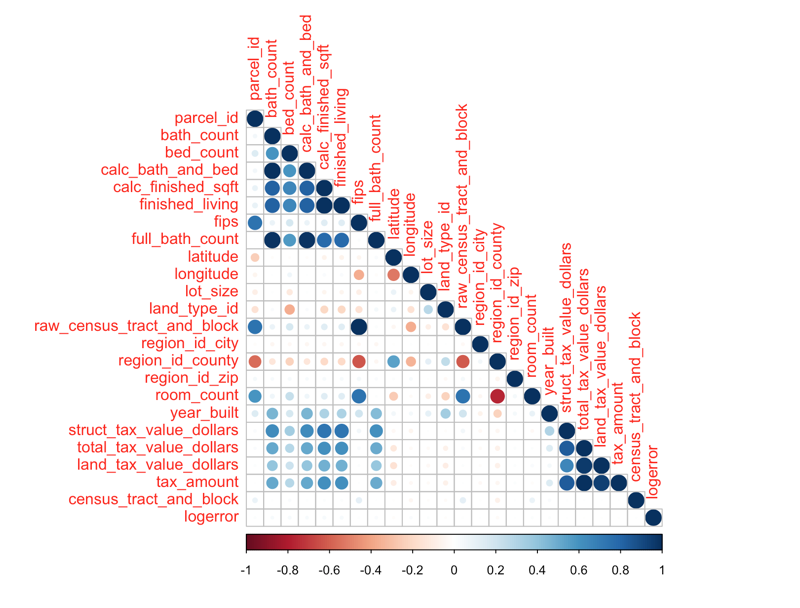 parcel_id
bath_count
bed_count
calc_bath_and_bed
calc_finished_sqft
finished_living
fips
full_bath_count
latitude
longitude
lot_size
land_type_id
raw_census_tract_and_block
region_id_city
region_id_county
region_id_zip
room_count
year_built
struct_tax_value_dollars
total_tax_value_dollars
land_tax_value_dollars
tax_amount
census_tract_and_block
logerror
parcel_id
bath_count
bed_count
calc_bath_and_bed
calc_finished_sqft
finished_living
fips
full_bath_count
latitude
longitude
lot_size
land_type_id
raw_census_tract_and_block
region_id_city
region_id_county
region_id_zip
room_count
year_built
struct_tax_value_dollars
total_tax_value_dollars
land_tax_value_dollars
tax_amount
census_tract_and_block
logerror
-1 -0.8 -0.6 -0.4 -0.2 0 0.2 0.4 0.6 0.8 1